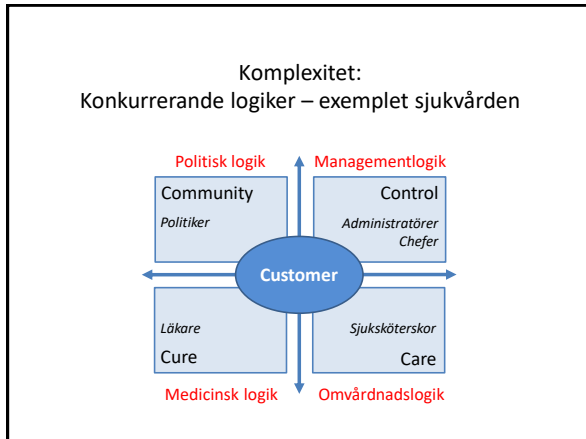 Komplexitet:
Konkurrerande logiker – exemplet sjukvården
Politisk logik
Managementlogik
Community
Politiker
Control
Administratörer
Chefer
Customer
Läkare
Cure
Sjuksköterskor
Care
Medicinsk logik
Omvårdnadslogik